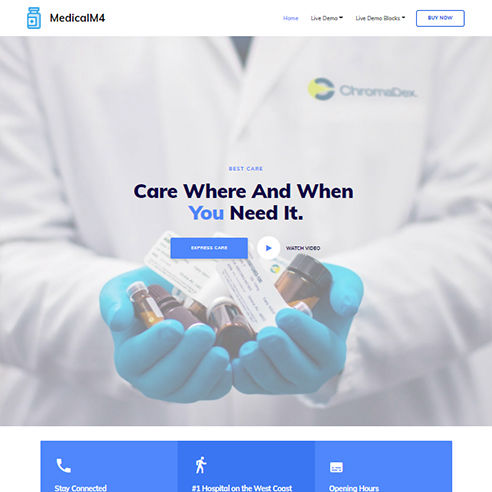 MedicalM4
Home
Live Demo
Live Demo Blocks
BUY NOW
ChromaDex.
BEST CARE
Care Where And When
You Need It.
EXPRESS CARE
WATCH VIDEO
Stay Connected
#1 Hospital on the West Coast
Opening Hours